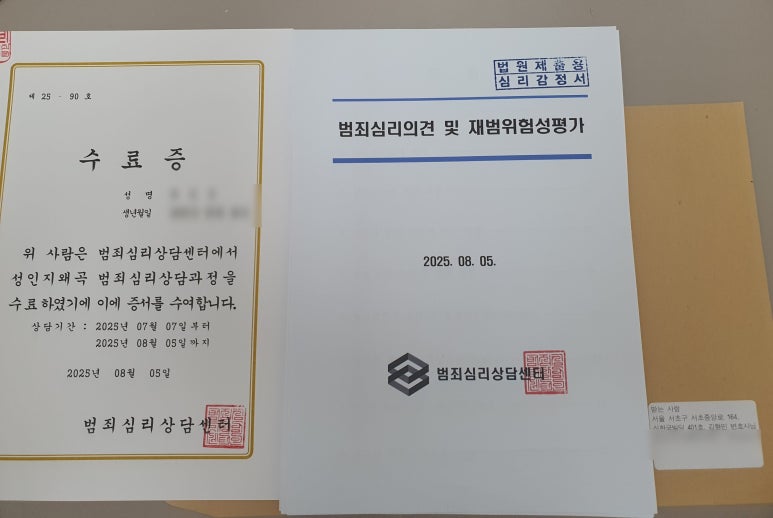 제 25 - 90 호
수 료 증
성 명
생년월일
위 사람은 범죄심리상담센터에서
성인지왜곡 범죄심리상담과정을
수료하였기에 이에 증서를 수여합니다.
상담기간 : 2025년 07월 07일부터
2025년 08월 05일까지
2025년 08월 05일
범죄심리상담센터
법원제출용
심리감정서
범죄심리의견 및 재범위험성평가
2025. 08. 05.
범죄심리상담센터
받는 사람
서울 서초구 서초중앙로 164,
401호, 김형민 변호사님